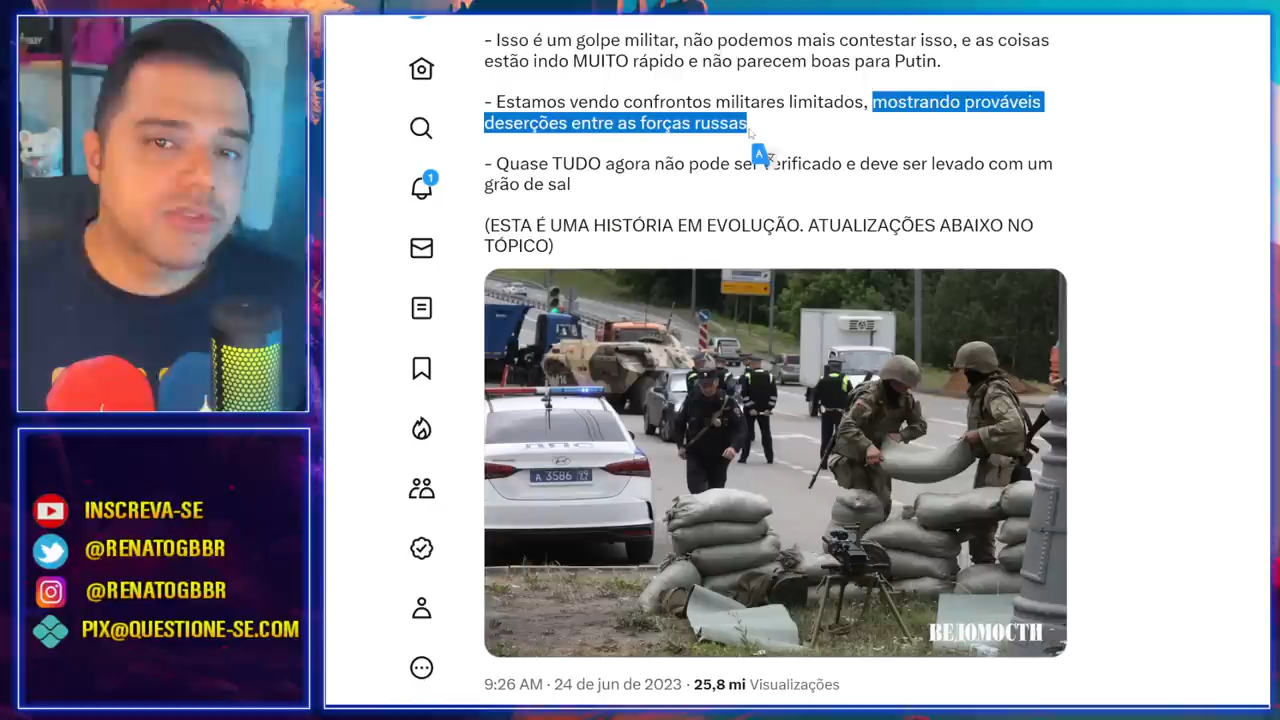 - Isso é um golpe militar, não podemos mais contestar isso, e as coisas
estão indo MUITO rápido e não parecem boas para Putin.
- Estamos vendo confrontos militares limitados, mostrando prováveis
deserções entre as forças russas
- Quase TUDO agora não pode ser verificado e deve ser levado com um
grão de sal
(ESTA É UMA HISTÓRIA EM EVOLUÇÃO. ATUALIZAÇÕES ABAIXO NO
TÓPICO)
1
A
ДПС
А 3586 99
ВЕДОМОСТИ
9:26 AM · 24 de jun de 2023 · 25,8 mi Visualizações
INSCREVA-SE
@RENATOGBBR
@RENATOGBBR
PIX@QUESTIONE-SE.COM